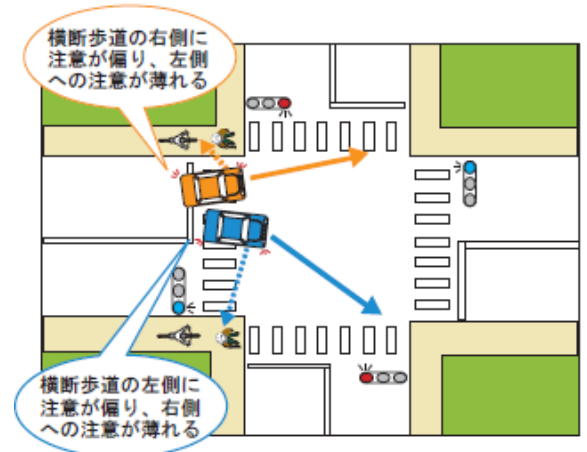 横断歩道の右側に
注意が偏り、左側
への注意が薄れる
横断歩道の左側に
注意が偏り、右側
への注意が薄れる